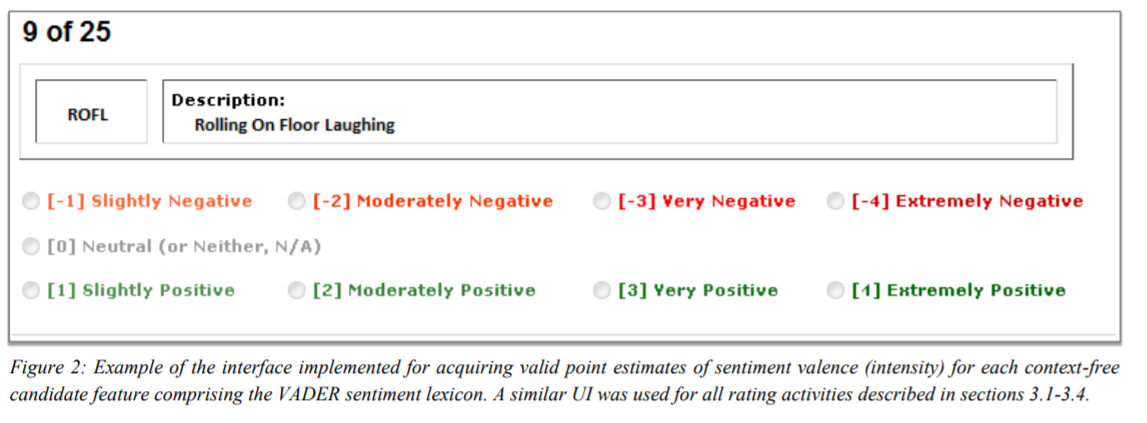 9 of 25
ROFL
Description:
Rolling On Floor Laughing
[-1] Slightly Negative [-2] Moderately Negative [-3] Very Negative [-4] Extremely Negative
[0] Neutral (or Neither, N/A)
[1] Slightly Positive [2] Moderately Positive [3] Very Positive [4] Extremely Positive
Figure 2: Example of the interface implemented for acquiring valid point estimates of sentiment valence (intensity) for each context-free
candidate feature comprising the VADER sentiment lexicon. A similar UI was used for all rating activities described in sections 3.1-3.4.